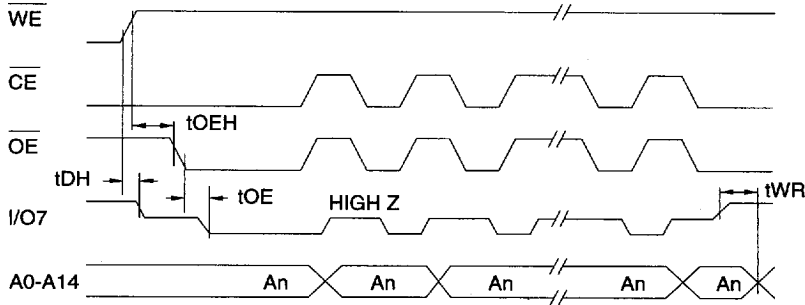 WE
CE
tOEH
OE
tDH
tOE
HIGH Z
tWR
I/O7
A0-A14 An An An An An